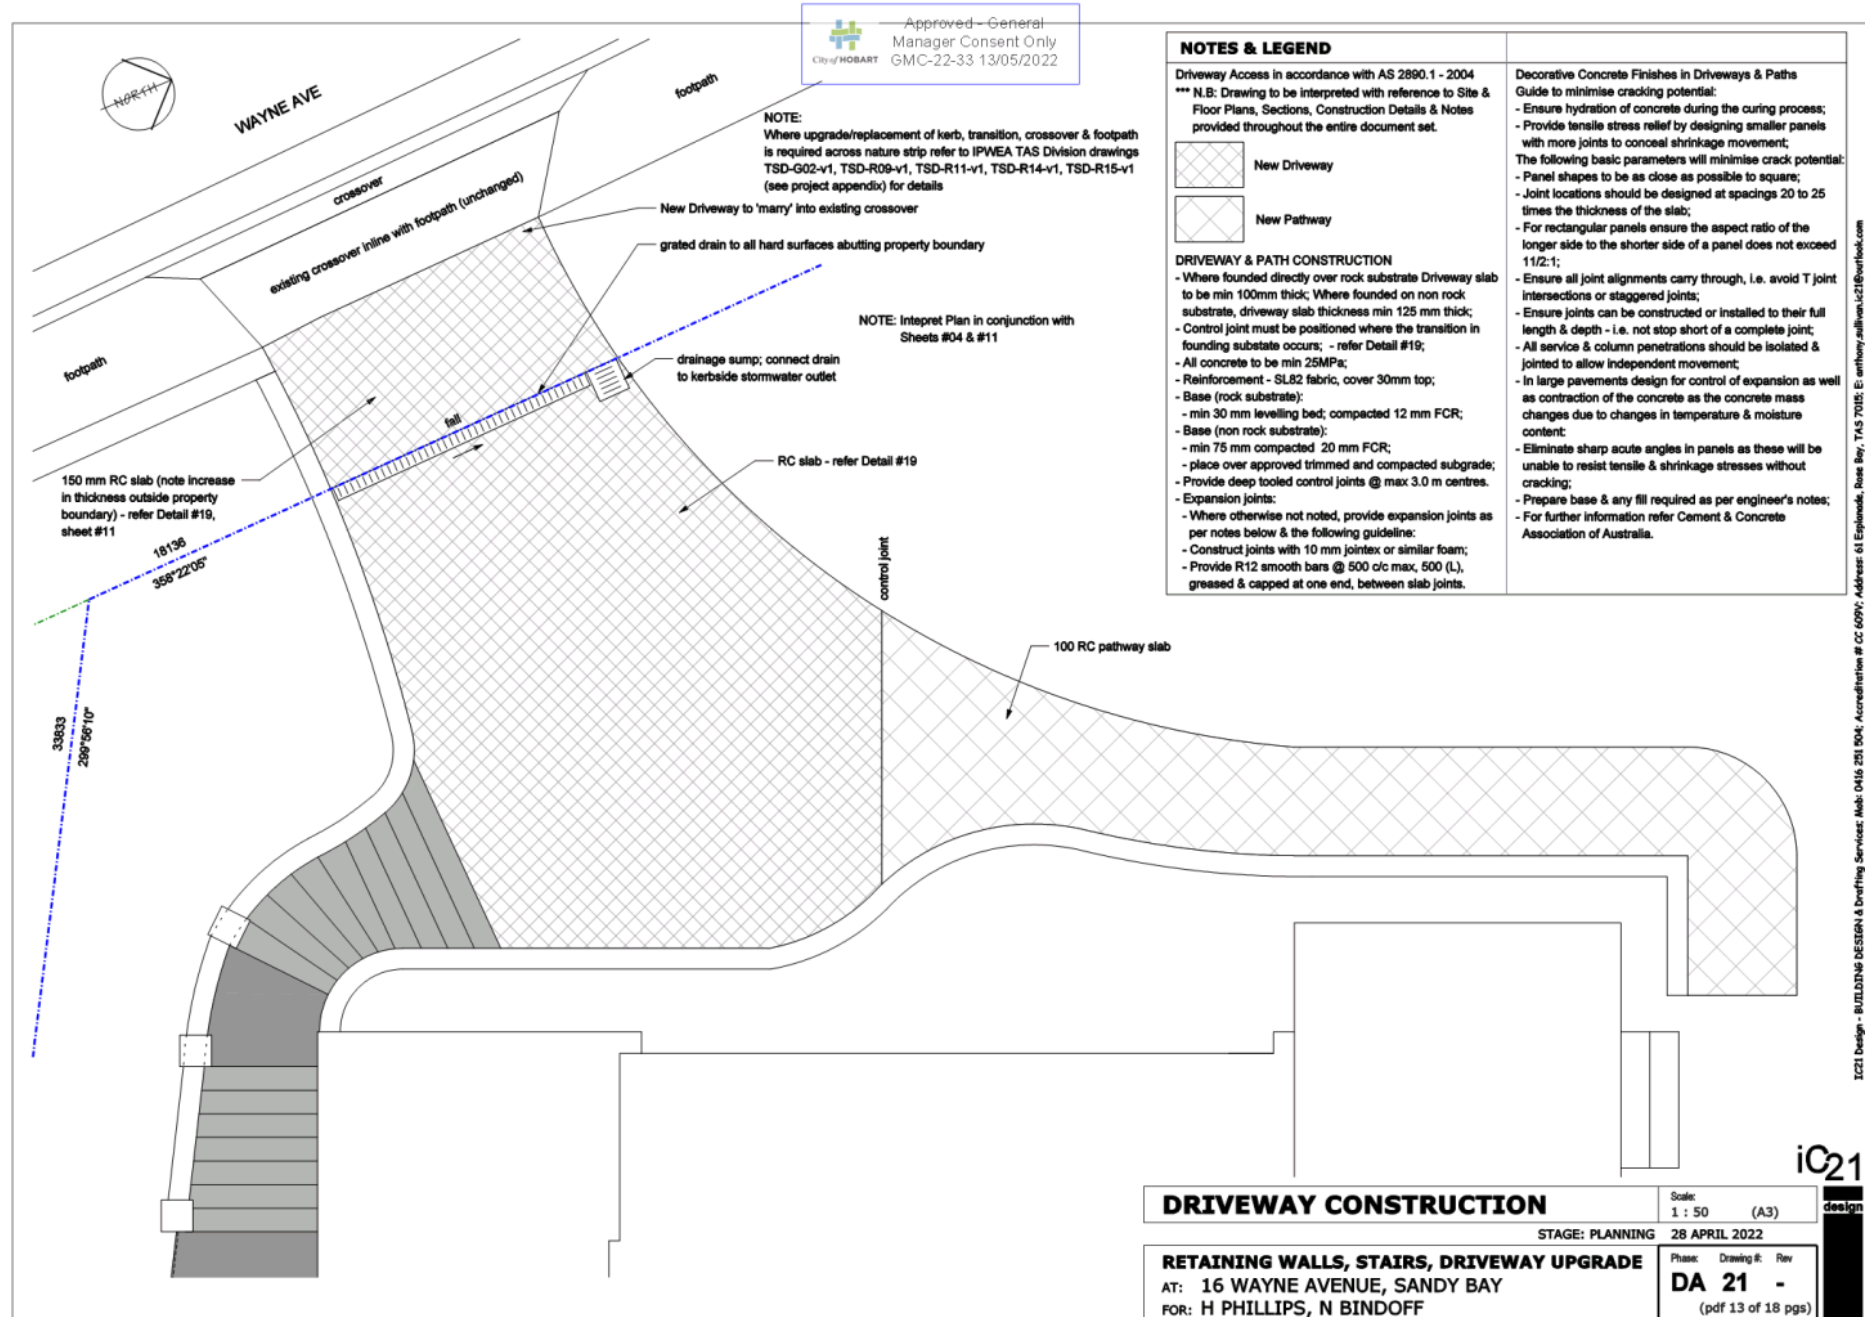 Approved - General
Manager Consent Only
GMC-22-33 13/05/2022
City of HOBART
NORTH
WAYNE AVE
footpath
crossover
existing crossover inline with footpath (unchanged)
footpath
NOTE:
Where upgrade/replacement of kerb, transition, crossover & footpath
is required across nature strip refer to IPWEA TAS Division drawings
TSD-G02-v1, TSD-R09-v1, TSD-R11-v1, TSD-R14-v1, TSD-R15-v1
(see project appendix) for details
New Driveway to 'marry' into existing crossover
grated drain to all hard surfaces abutting property boundary
NOTE: Intepret Plan in conjunction with
Sheets #04 & #11
drainage sump; connect drain
to kerbside stormwater outlet
fall
RC slab - refer Detail #19
150 mm RC slab (note increase
in thickness outside property
boundary) - refer Detail #19,
sheet #11
18136
358°22'05"
33833
299°56'10"
control joint
100 RC pathway slab
NOTES & LEGEND
Driveway Access in accordance with AS 2890.1 - 2004
*** N.B: Drawing to be interpreted with reference to Site &
Floor Plans, Sections, Construction Details & Notes
provided throughout the entire document set.
New Driveway
New Pathway
DRIVEWAY & PATH CONSTRUCTION
- Where founded directly over rock substrate Driveway slab
to be min 100mm thick; Where founded on non rock
substrate, driveway slab thickness min 125 mm thick;
- Control joint must be positioned where the transition in
founding substate occurs; - refer Detail #19;
- All concrete to be min 25MPa;
- Reinforcement - SL82 fabric, cover 30mm top;
- Base (rock substrate):
- min 30 mm levelling bed; compacted 12 mm FCR;
- Base (non rock substrate):
- min 75 mm compacted 20 mm FCR;
- place over approved trimmed and compacted subgrade;
- Provide deep tooled control joints @ max 3.0 m centres.
- Expansion joints:
- Where otherwise not noted, provide expansion joints as
per notes below & the following guideline:
- Construct joints with 10 mm jointex or similar foam;
- Provide R12 smooth bars @ 500 c/c max, 500 (L),
greased & capped at one end, between slab joints.
Decorative Concrete Finishes in Driveways & Paths
Guide to minimise cracking potential:
- Ensure hydration of concrete during the curing process;
- Provide tensile stress relief by designing smaller panels
with more joints to conceal shrinkage movement;
The following basic parameters will minimise crack potential:
- Panel shapes to be as close as possible to square;
- Joint locations should be designed at spacings 20 to 25
times the thickness of the slab;
- For rectangular panels ensure the aspect ratio of the
longer side to the shorter side of a panel does not exceed
11/2:1;
- Ensure all joint alignments carry through, i.e. avoid T joint
intersections or staggered joints;
- Ensure joints can be constructed or installed to their full
length & depth - i.e. not stop short of a complete joint;
- All service & column penetrations should be isolated &
jointed to allow independent movement;
- In large pavements design for control of expansion as well
as contraction of the concrete as the concrete mass
changes due to changes in temperature & moisture
content:
- Eliminate sharp acute angles in panels as these will be
unable to resist tensile & shrinkage stresses without
cracking;
- Prepare base & any fill required as per engineer's notes;
- For further information refer Cement & Concrete
Association of Australia.
IC21 Design - BUILDING DESIGN & Drafting Services; Mob: 0416 251 504; Accreditation # CC 609V; Address: 61 Esplanade, Rose Bay, TAS 7015; E: anthony.sullivan.ic21@outlook.com
iC21
design
DRIVEWAY CONSTRUCTION
Scale:
1 : 50 (A3)
STAGE: PLANNING 28 APRIL 2022
RETAINING WALLS, STAIRS, DRIVEWAY UPGRADE
AT: 16 WAYNE AVENUE, SANDY BAY
FOR: H PHILLIPS, N BINDOFF
Phase: Drawing #: Rev
DA 21 -
(pdf 13 of 18 pgs)